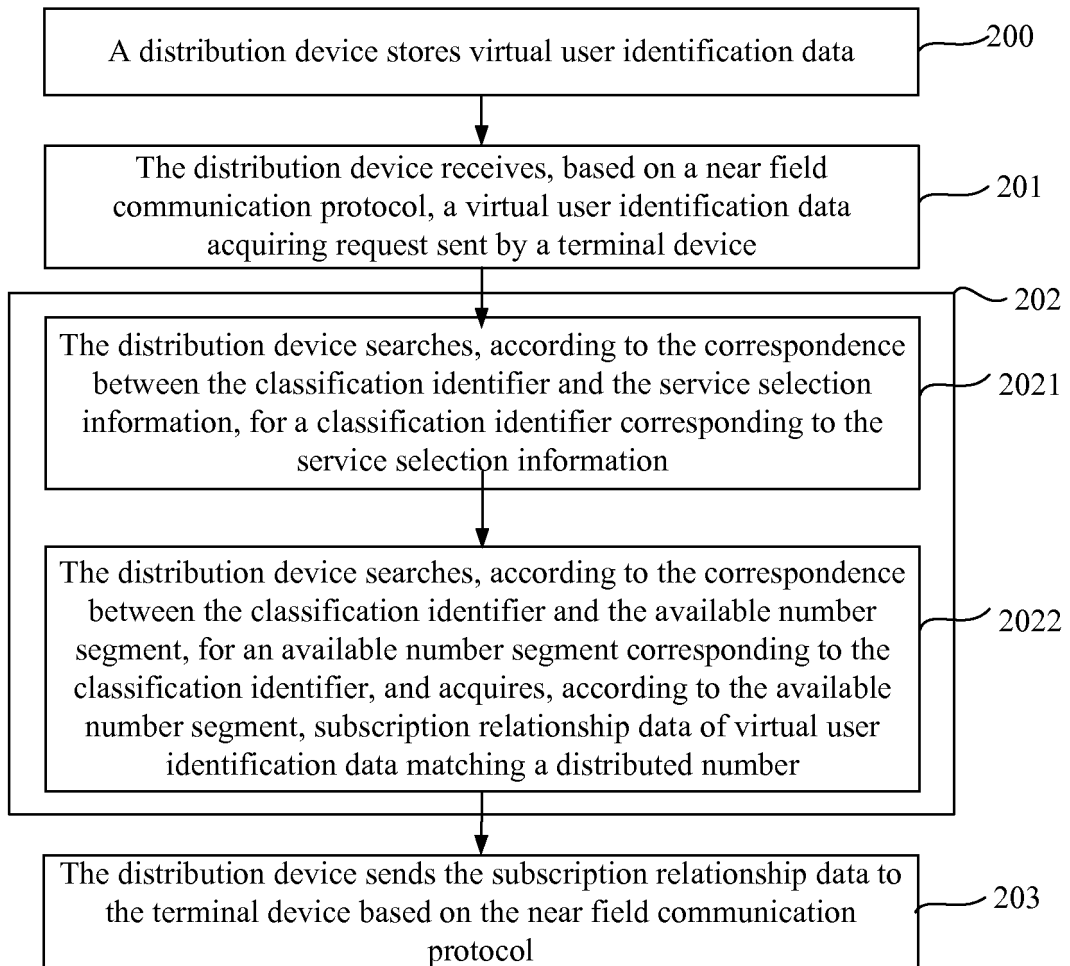 A distribution device stores virtual user identification data
200
The distribution device receives, based on a near field
communication protocol, a virtual user identification data
acquiring request sent by a terminal device
201
202
The distribution device searches, according to the correspondence
between the classification identifier and the service selection
information, for a classification identifier corresponding to the
service selection information
2021
The distribution device searches, according to the correspondence
between the classification identifier and the available number
segment, for an available number segment corresponding to the
classification identifier, and acquires, according to the available
number segment, subscription relationship data of virtual user
identification data matching a distributed number
2022
The distribution device sends the subscription relationship data to
the terminal device based on the near field communication
protocol
203